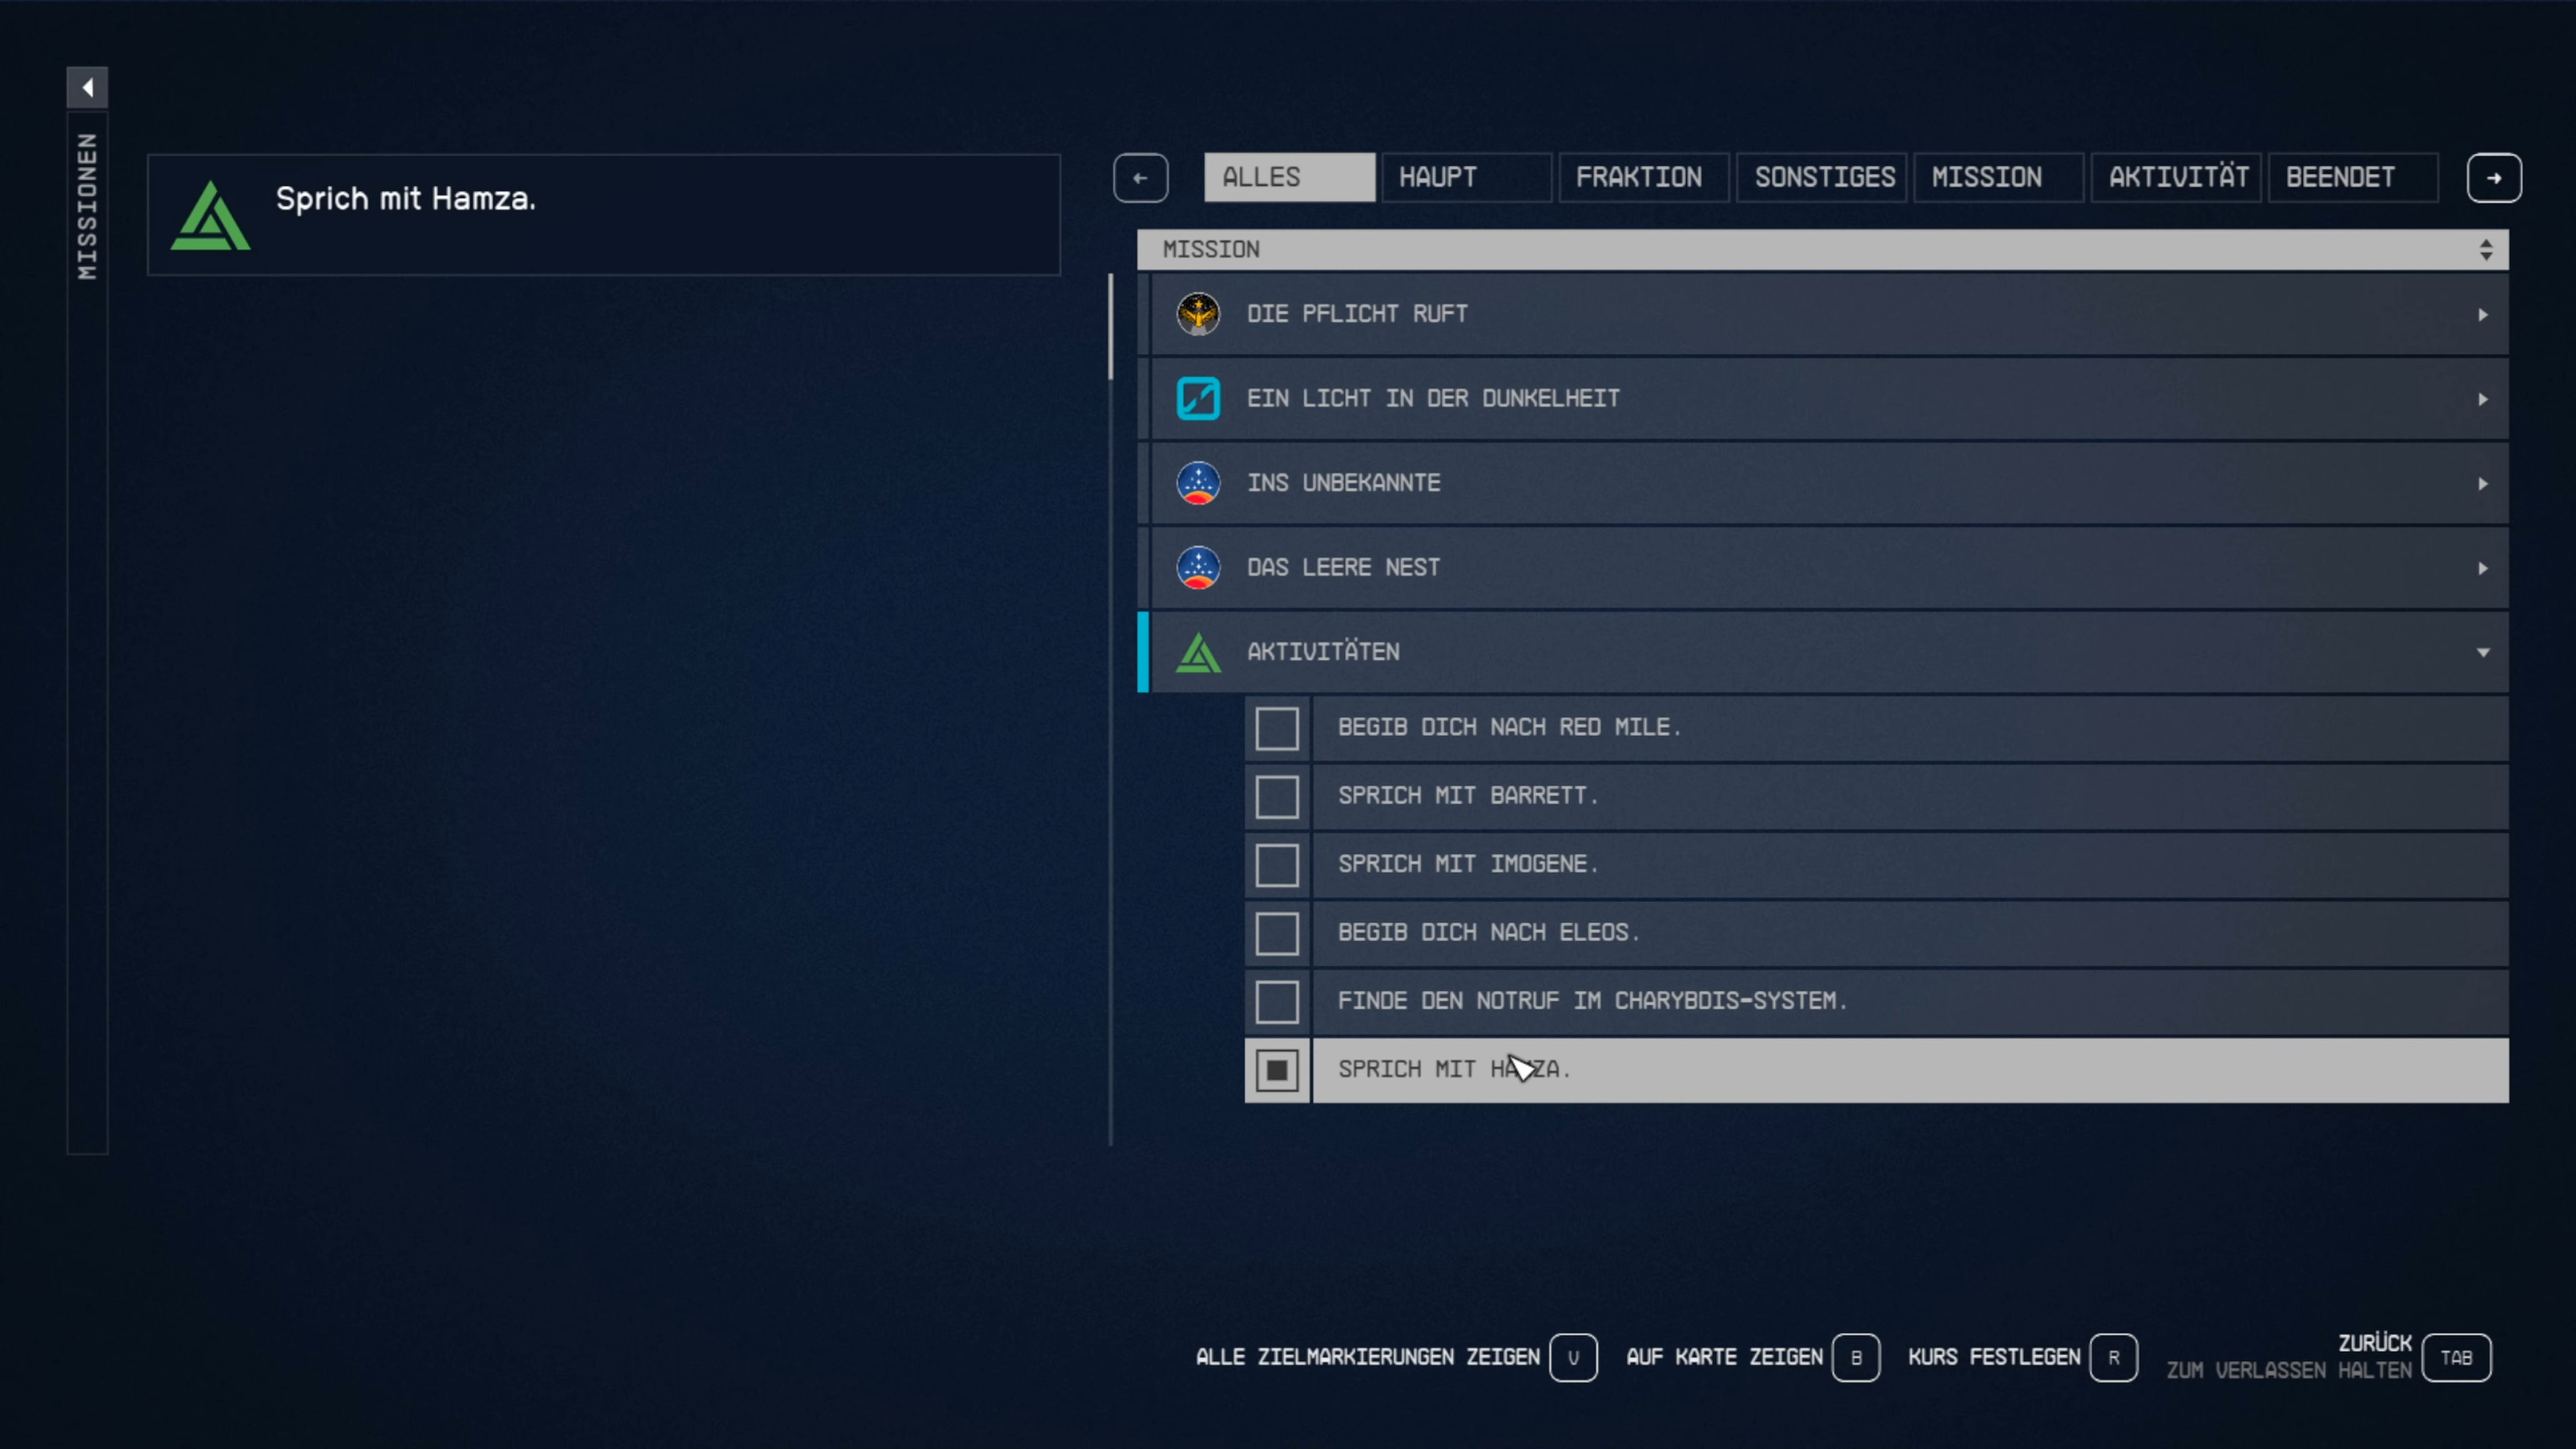 MISSIONEN
Sprich mit Hamza.
ALLES HAUPT FRAKTION SONSTIGES MISSION AKTIVITÄT BEENDET
MISSION
DIE PFLICHT RUFT
EIN LICHT IN DER DUNKELHEIT
INS UNBEKANNTE
DAS LEERE NEST
AKTIVITÄTEN
BEGIB DICH NACH RED MILE.
SPRICH MIT BARRETT.
SPRICH MIT IMOGENE.
BEGIB DICH NACH ELEOS.
FINDE DEN NOTRUF IM CHARYBDIS-SYSTEM.
SPRICH MIT HAMZA.
ALLE ZIELMARKIERUNGEN ZEIGEN V AUF KARTE ZEIGEN B KURS FESTLEGEN R ZURÜCK TAB
ZUM VERLASSEN HALTEN